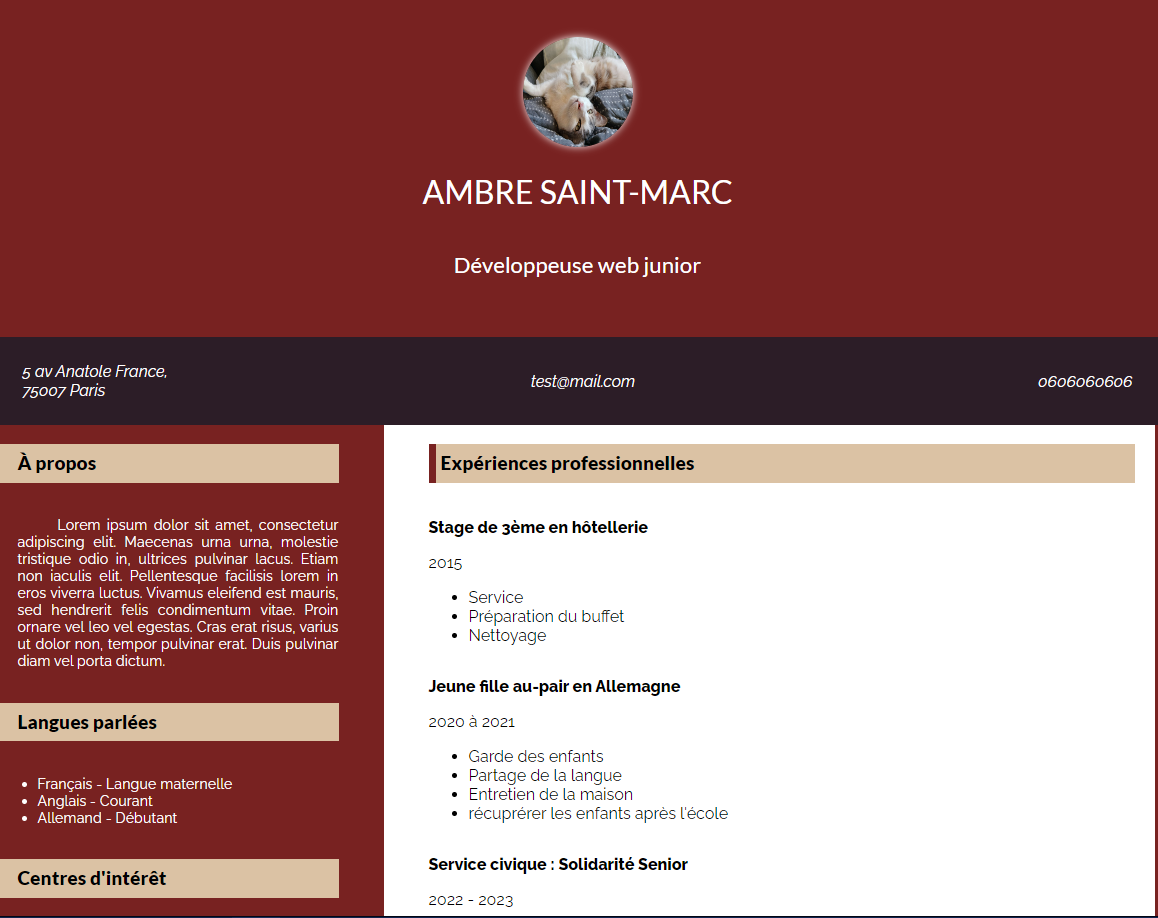 AMBRE SAINT-MARC
Développeuse web junior
5 av Anatole France,
75007 Paris
test@mail.com
0606060606
À propos
Lorem ipsum dolor sit amet, consectetur
adipiscing elit. Maecenas urna urna, molestie
tristique odio in, ultrices pulvinar lacus. Etiam
non iaculis elit. Pellentesque facilisis lorem in
eros viverra luctus. Vivamus eleifend est mauris,
sed hendrerit felis condimentum vitae. Proin
ornare vel leo vel egestas. Cras erat risus, varius
ut dolor non, tempor pulvinar erat. Duis pulvinar
diam vel porta dictum.
Langues parlées
Français - Langue maternelle
Anglais - Courant
Allemand - Débutant
Centres d'intérêt
Expériences professionnelles
Stage de 3ème en hôtellerie
2015
Service
Préparation du buffet
Nettoyage
Jeune fille au-pair en Allemagne
2020 à 2021
Garde des enfants
Partage de la langue
Entretien de la maison
récuprérer les enfants après l'école
Service civique : Solidarité Senior
2022 - 2023